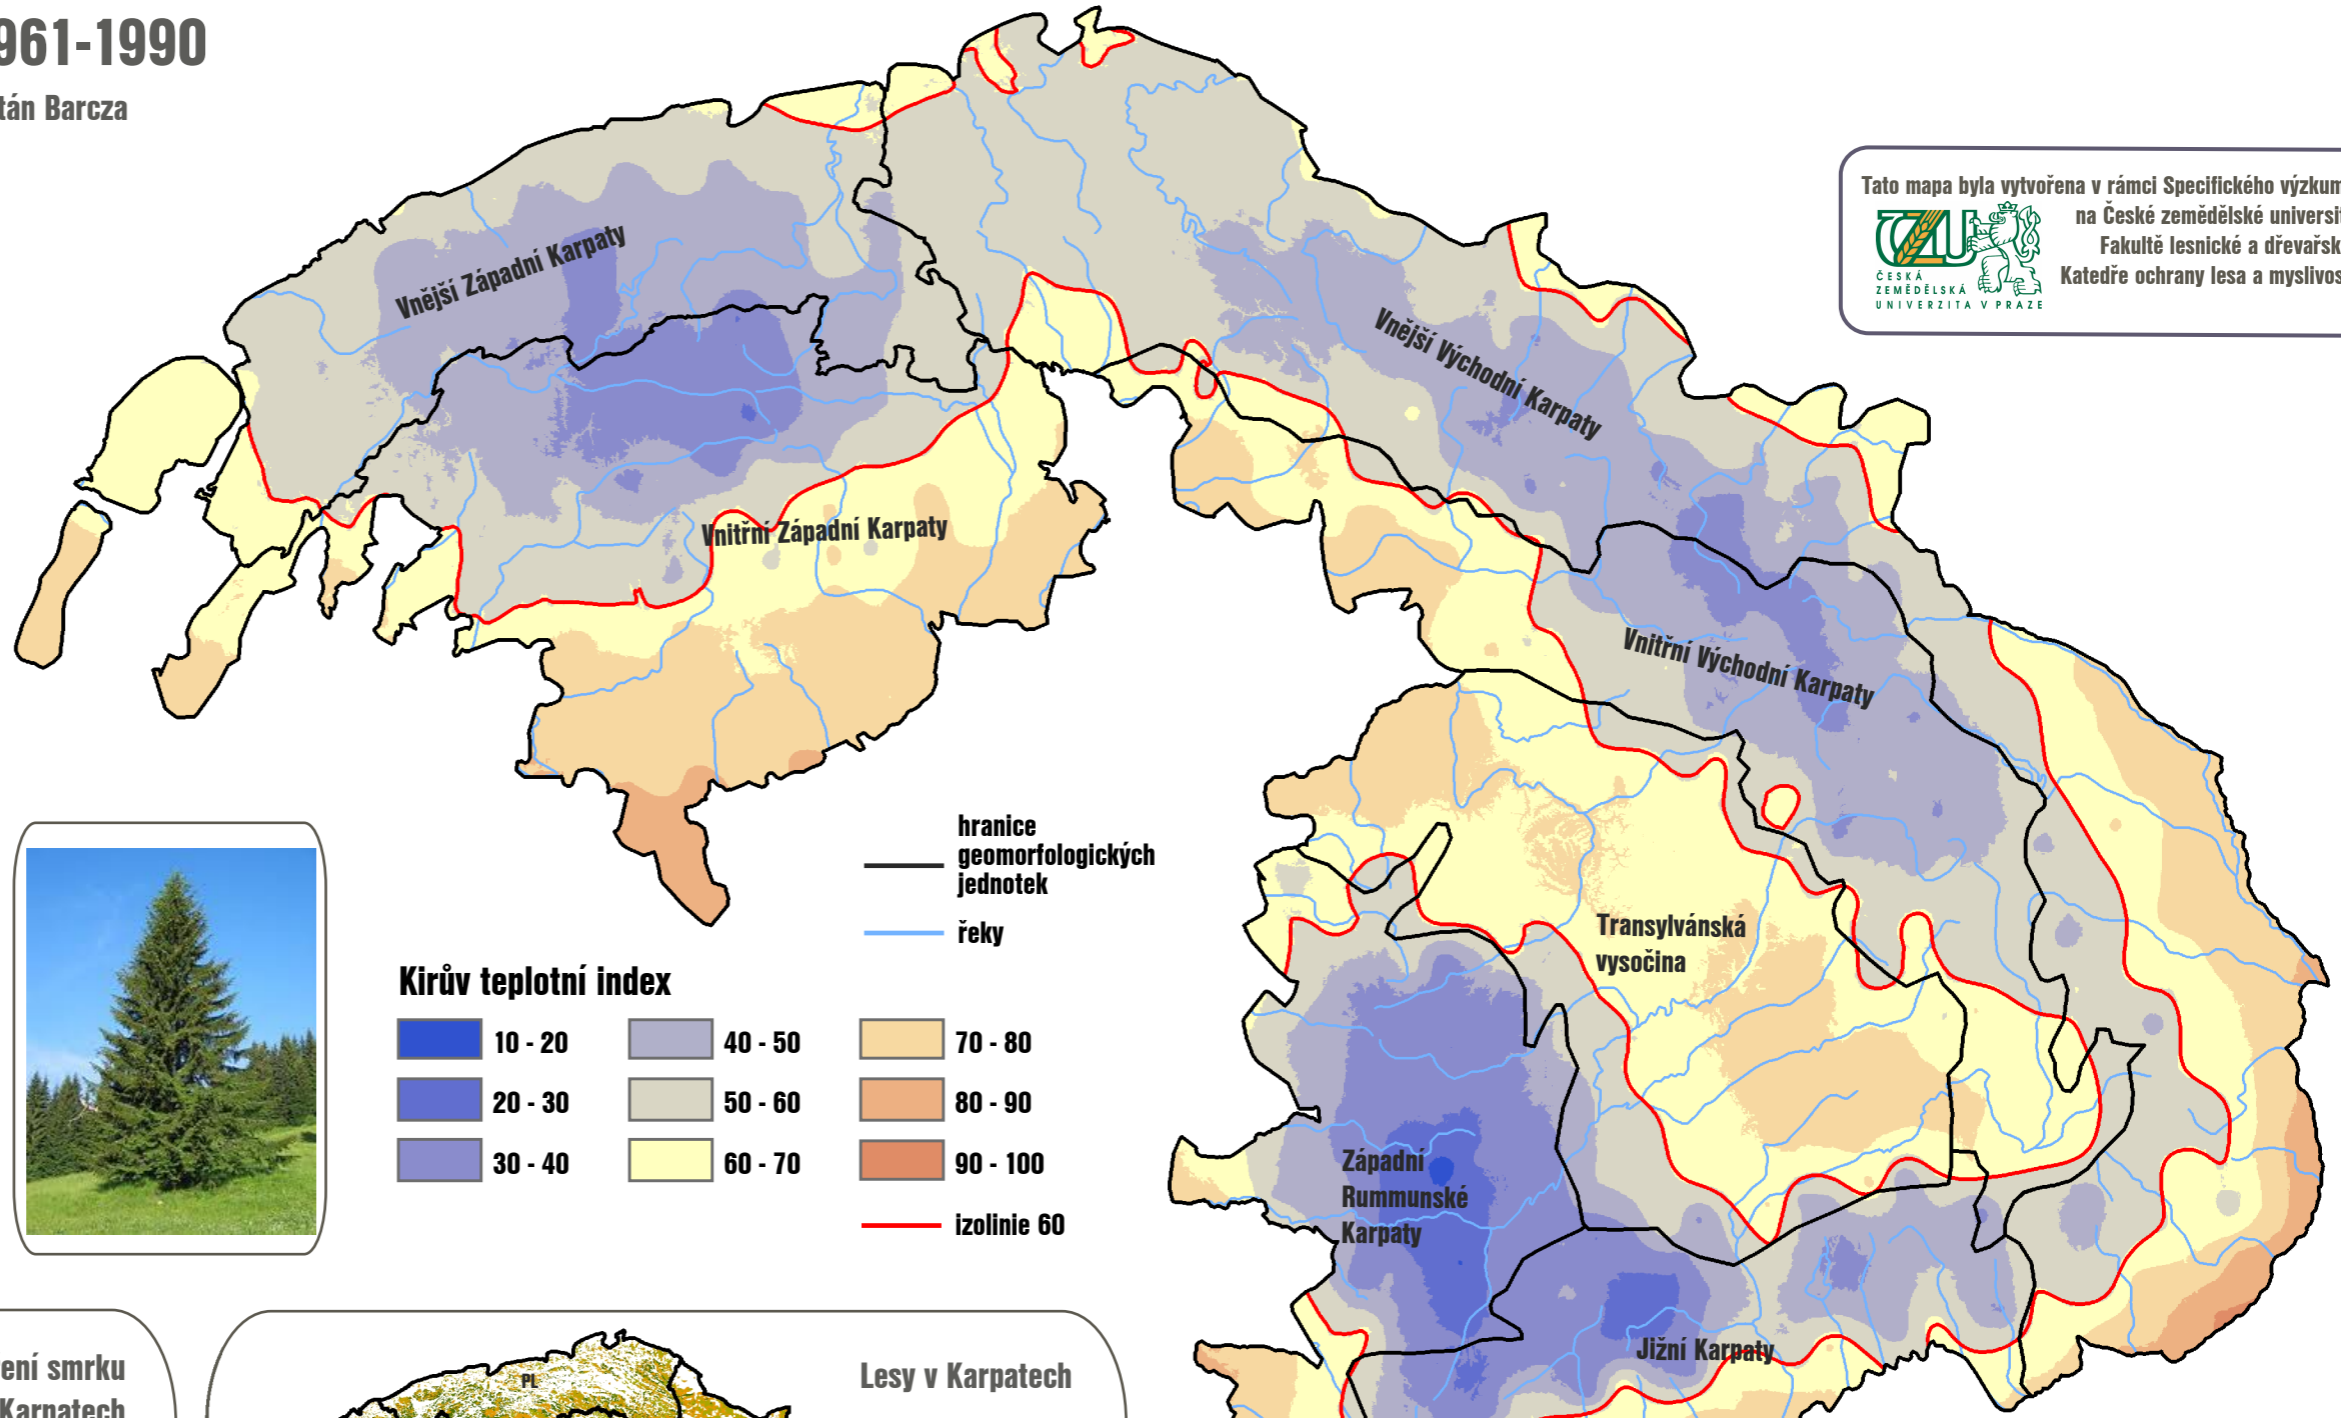 961-1990
tán Barcza
Tato mapa byla vytvořena v rámci Specifického výzkum
na České zemědělské universit
Fakultě lesnické a dřevařsk
Katedře ochrany lesa a myslivos
ČZU
ČESKÁ
ZEMĚDĚLSKÁ
UNIVERZITA V PRAZE
Vnější Západní Karpaty
Vnější Východní Karpaty
Vnitřní Západní Karpaty
Vnitřní Východní Karpaty
Transylvánská
vysočina
Západní
Rummunské
Karpaty
Jižní Karpaty
hranice
geomorfologických
jednotek
řeky
Kirův teplotní index
10 - 20
20 - 30
30 - 40
40 - 50
50 - 60
60 - 70
70 - 80
80 - 90
90 - 100
izolinie 60
ení smrku
Karpatech
PL
Lesy v Karpatech